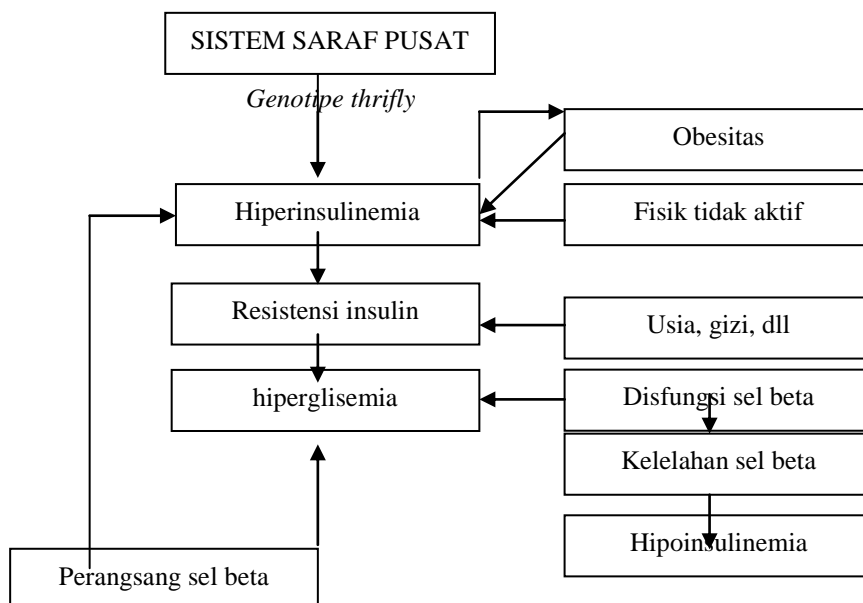 SISTEM SARAF PUSAT
Genotipe thrifly
Obesitas
Hiperinsulinemia
Fisik tidak aktif
Resistensi insulin
Usia, gizi, dll
hiperglisemia
Disfungsi sel beta
Kelelahan sel beta
Hipoinsulinemia
Perangsang sel beta